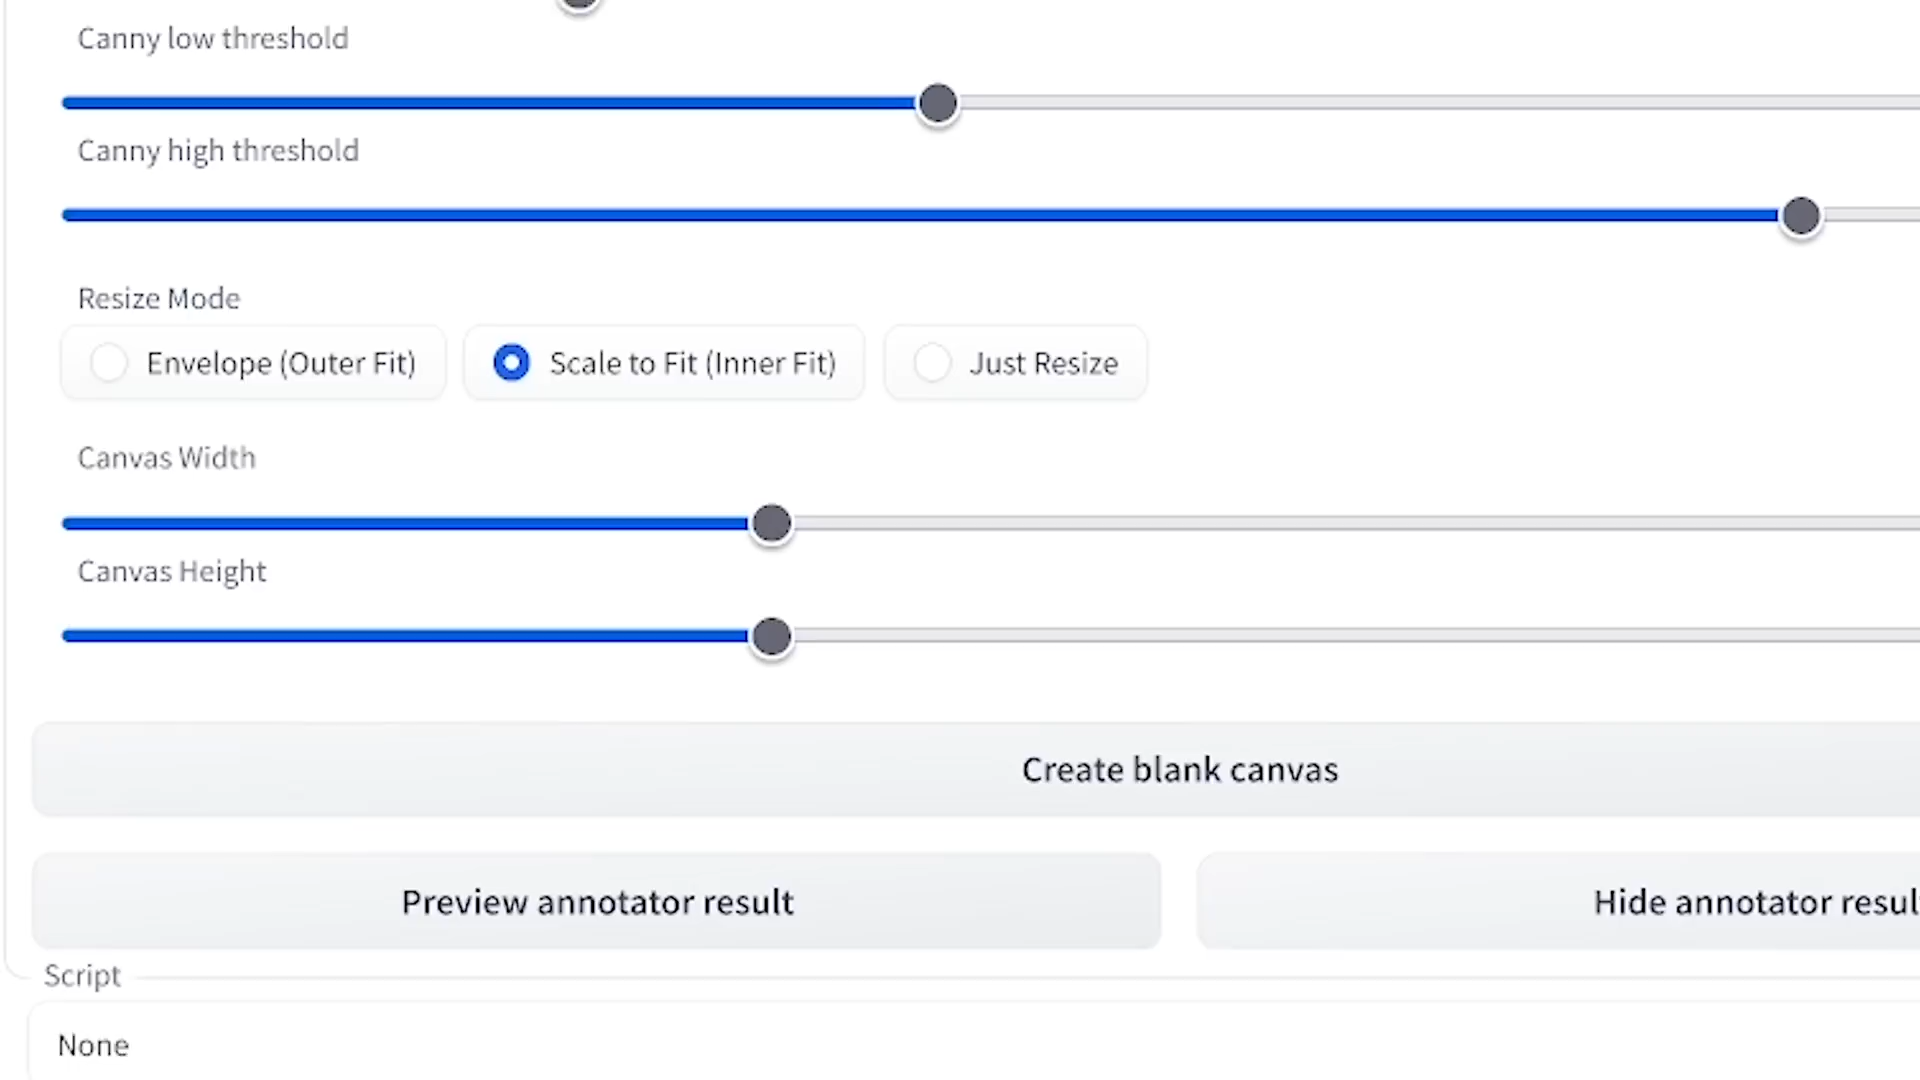 Canny low threshold
Canny high threshold
Resize Mode
Envelope (Outer Fit) Scale to Fit (Inner Fit) Just Resize
Canvas Width
Canvas Height
Create blank canvas
Preview annotator result Hide annotator resul
Script
None